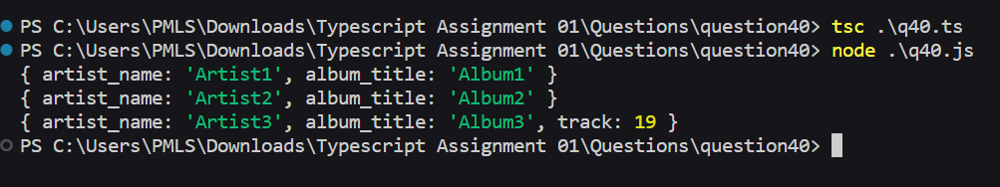 PS C:\Users\PMLS\Downloads\Typescript Assignment 01\Questions\question40> tsc .\q40.ts
PS C:\Users\PMLS\Downloads\Typescript Assignment 01\Questions\question40> node .\q40.js
{ artist_name: 'Artist1', album_title: 'Album1' }
{ artist_name: 'Artist2', album_title: 'Album2' }
{ artist_name: 'Artist3', album_title: 'Album3', track: 19 }
PS C:\Users\PMLS\Downloads\Typescript Assignment 01\Questions\question40>